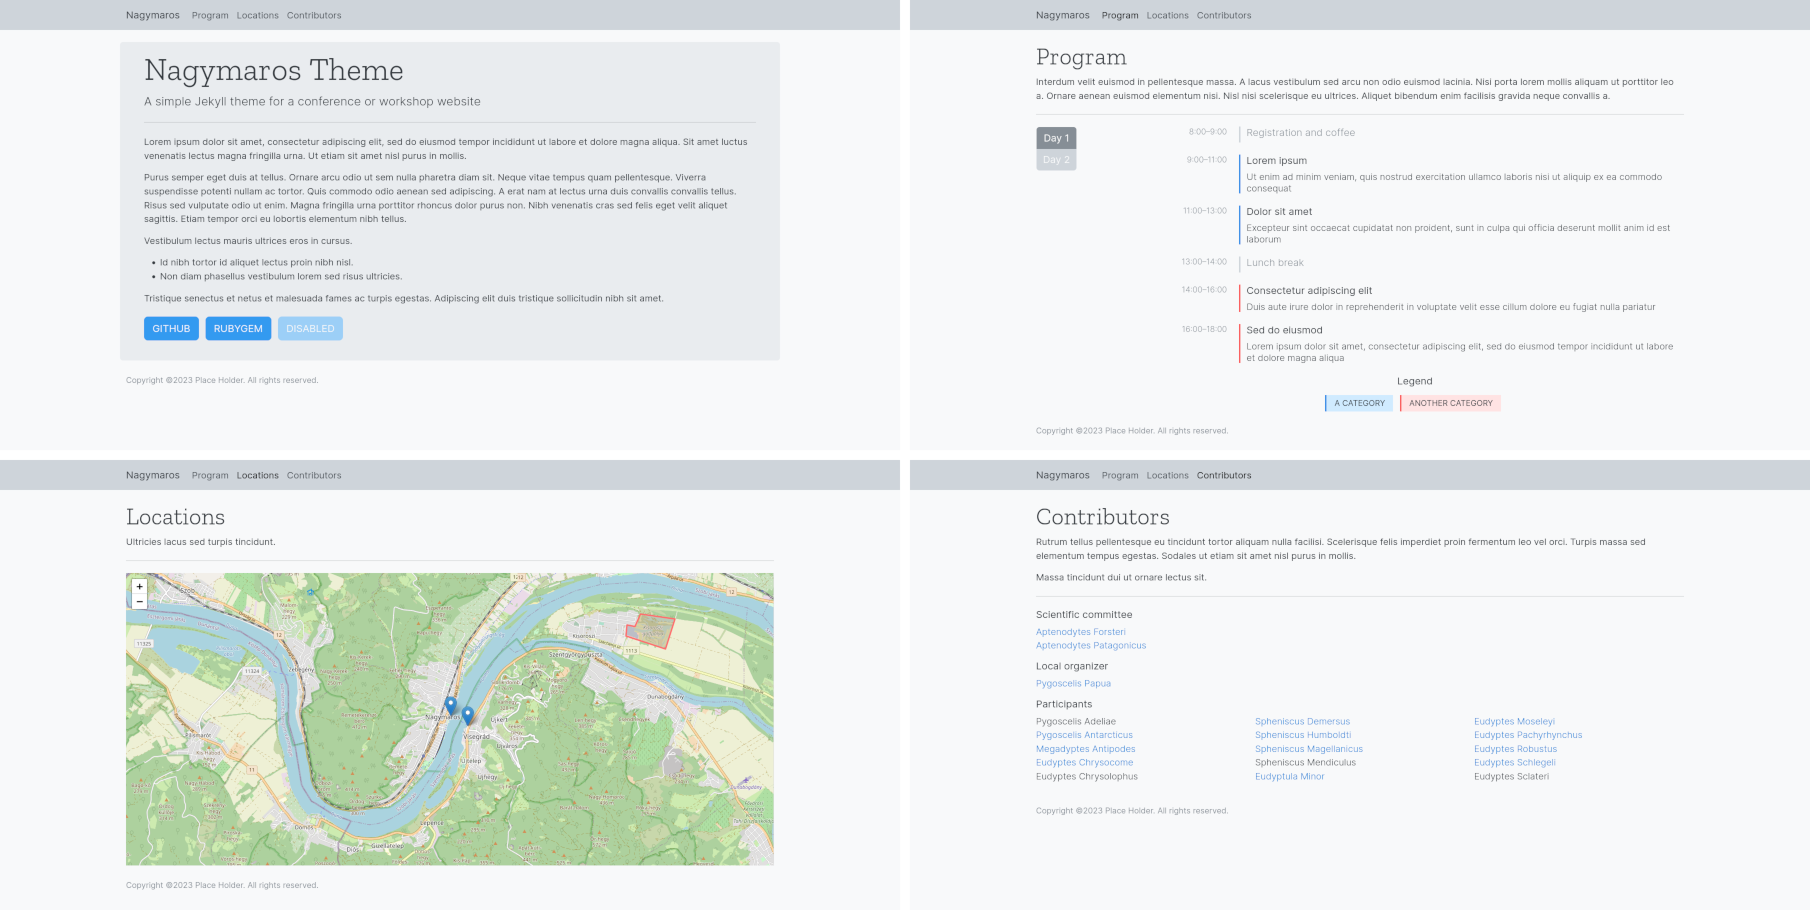 Nagymaros Program Locations Contributors
Nagymaros Theme
A simple Jekyll theme for a conference or workshop website
Lorem ipsum dolor sit amet, consectetur adipiscing elit, sed do eiusmod tempor incididunt ut labore et dolore magna aliqua. Sit amet luctus
venenatis lectus magna fringilla urna. Ut etiam sit amet nisl purus in mollis.
Purus semper eget duis at tellus. Ornare arcu odio ut sem nulla pharetra diam sit. Neque vitae tempus quam pellentesque. Viverra
suspendisse potenti nullam ac tortor. Quis commodo odio aenean sed adipiscing. A erat nam at lectus urna duis convallis convallis tellus.
Risus sed vulputate odio ut enim. Magna fringilla urna porttitor rhoncus dolor purus non. Nibh venenatis cras sed felis eget velit aliquet
sagittis. Etiam tempor orci eu lobortis elementum nibh tellus.
Vestibulum lectus mauris ultrices eros in cursus.
• Id nibh tortor id aliquet lectus proin nibh nisl.
• Non diam phasellus vestibulum lorem sed risus ultricies.
Tristique senectus et netus et malesuada fames ac turpis egestas. Adipiscing elit duis tristique sollicitudin nibh sit amet.
GITHUB RUBYGEM DISABLED
Copyright ©2023 Place Holder. All rights reserved.
Nagymaros Program Locations Contributors
Program
Interdum velit euismod in pellentesque massa. A lacus vestibulum sed arcu non odio euismod lacinia. Nisi porta lorem mollis aliquam ut porttitor leo
a. Ornare aenean euismod elementum nisi. Nisl nisi scelerisque eu ultrices. Aliquet bibendum enim facilisis gravida neque convallis a.
Day 1
Day 2
8:00–9:00 Registration and coffee
9:00–11:00 Lorem ipsum
Ut enim ad minim veniam, quis nostrud exercitation ullamco laboris nisi ut aliquip ex ea commodo
consequat
11:00–13:00 Dolor sit amet
Excepteur sint occaecat cupidatat non proident, sunt in culpa qui officia deserunt mollit anim id est
laborum
13:00–14:00 Lunch break
14:00–16:00 Consectetur adipiscing elit
Duis aute irure dolor in reprehenderit in voluptate velit esse cillum dolore eu fugiat nulla pariatur
16:00–18:00 Sed do eiusmod
Lorem ipsum dolor sit amet, consectetur adipiscing elit, sed do eiusmod tempor incididunt ut labore
et dolore magna aliqua
Legend
A CATEGORY ANOTHER CATEGORY
Copyright ©2023 Place Holder. All rights reserved.
Nagymaros Program Locations Contributors
Locations
Ultricies lacus sed turpis tincidunt.
+
−
Szob
12
1212
12
11325
11324
Zebegény
Kisoroszi
1113
Szentgyörgypuszta
Dunabogdány
Nagymaros
Visegrád
Újkert
Pilismarót
Lepence
Dömös
Diós
Gizellatelep
Copyright ©2023 Place Holder. All rights reserved.
Nagymaros Program Locations Contributors
Contributors
Rutrum tellus pellentesque eu tincidunt tortor aliquam nulla facilisi. Scelerisque felis imperdiet proin fermentum leo vel orci. Turpis massa sed
elementum tempus egestas. Sodales ut etiam sit amet nisl purus in mollis.
Massa tincidunt dui ut ornare lectus sit.
Scientific committee
Aptenodytes Forsteri
Aptenodytes Patagonicus
Local organizer
Pygoscelis Papua
Participants
Pygoscelis Adeliae Spheniscus Demersus Eudyptes Moseleyi
Pygoscelis Antarcticus Spheniscus Humboldti Eudyptes Pachyrhynchus
Megadyptes Antipodes Spheniscus Magellanicus Eudyptes Robustus
Eudyptes Chrysocome Spheniscus Mendiculus Eudyptes Schlegeli
Eudyptes Chrysolophus Eudyptula Minor Eudyptes Sclateri
Copyright ©2023 Place Holder. All rights reserved.